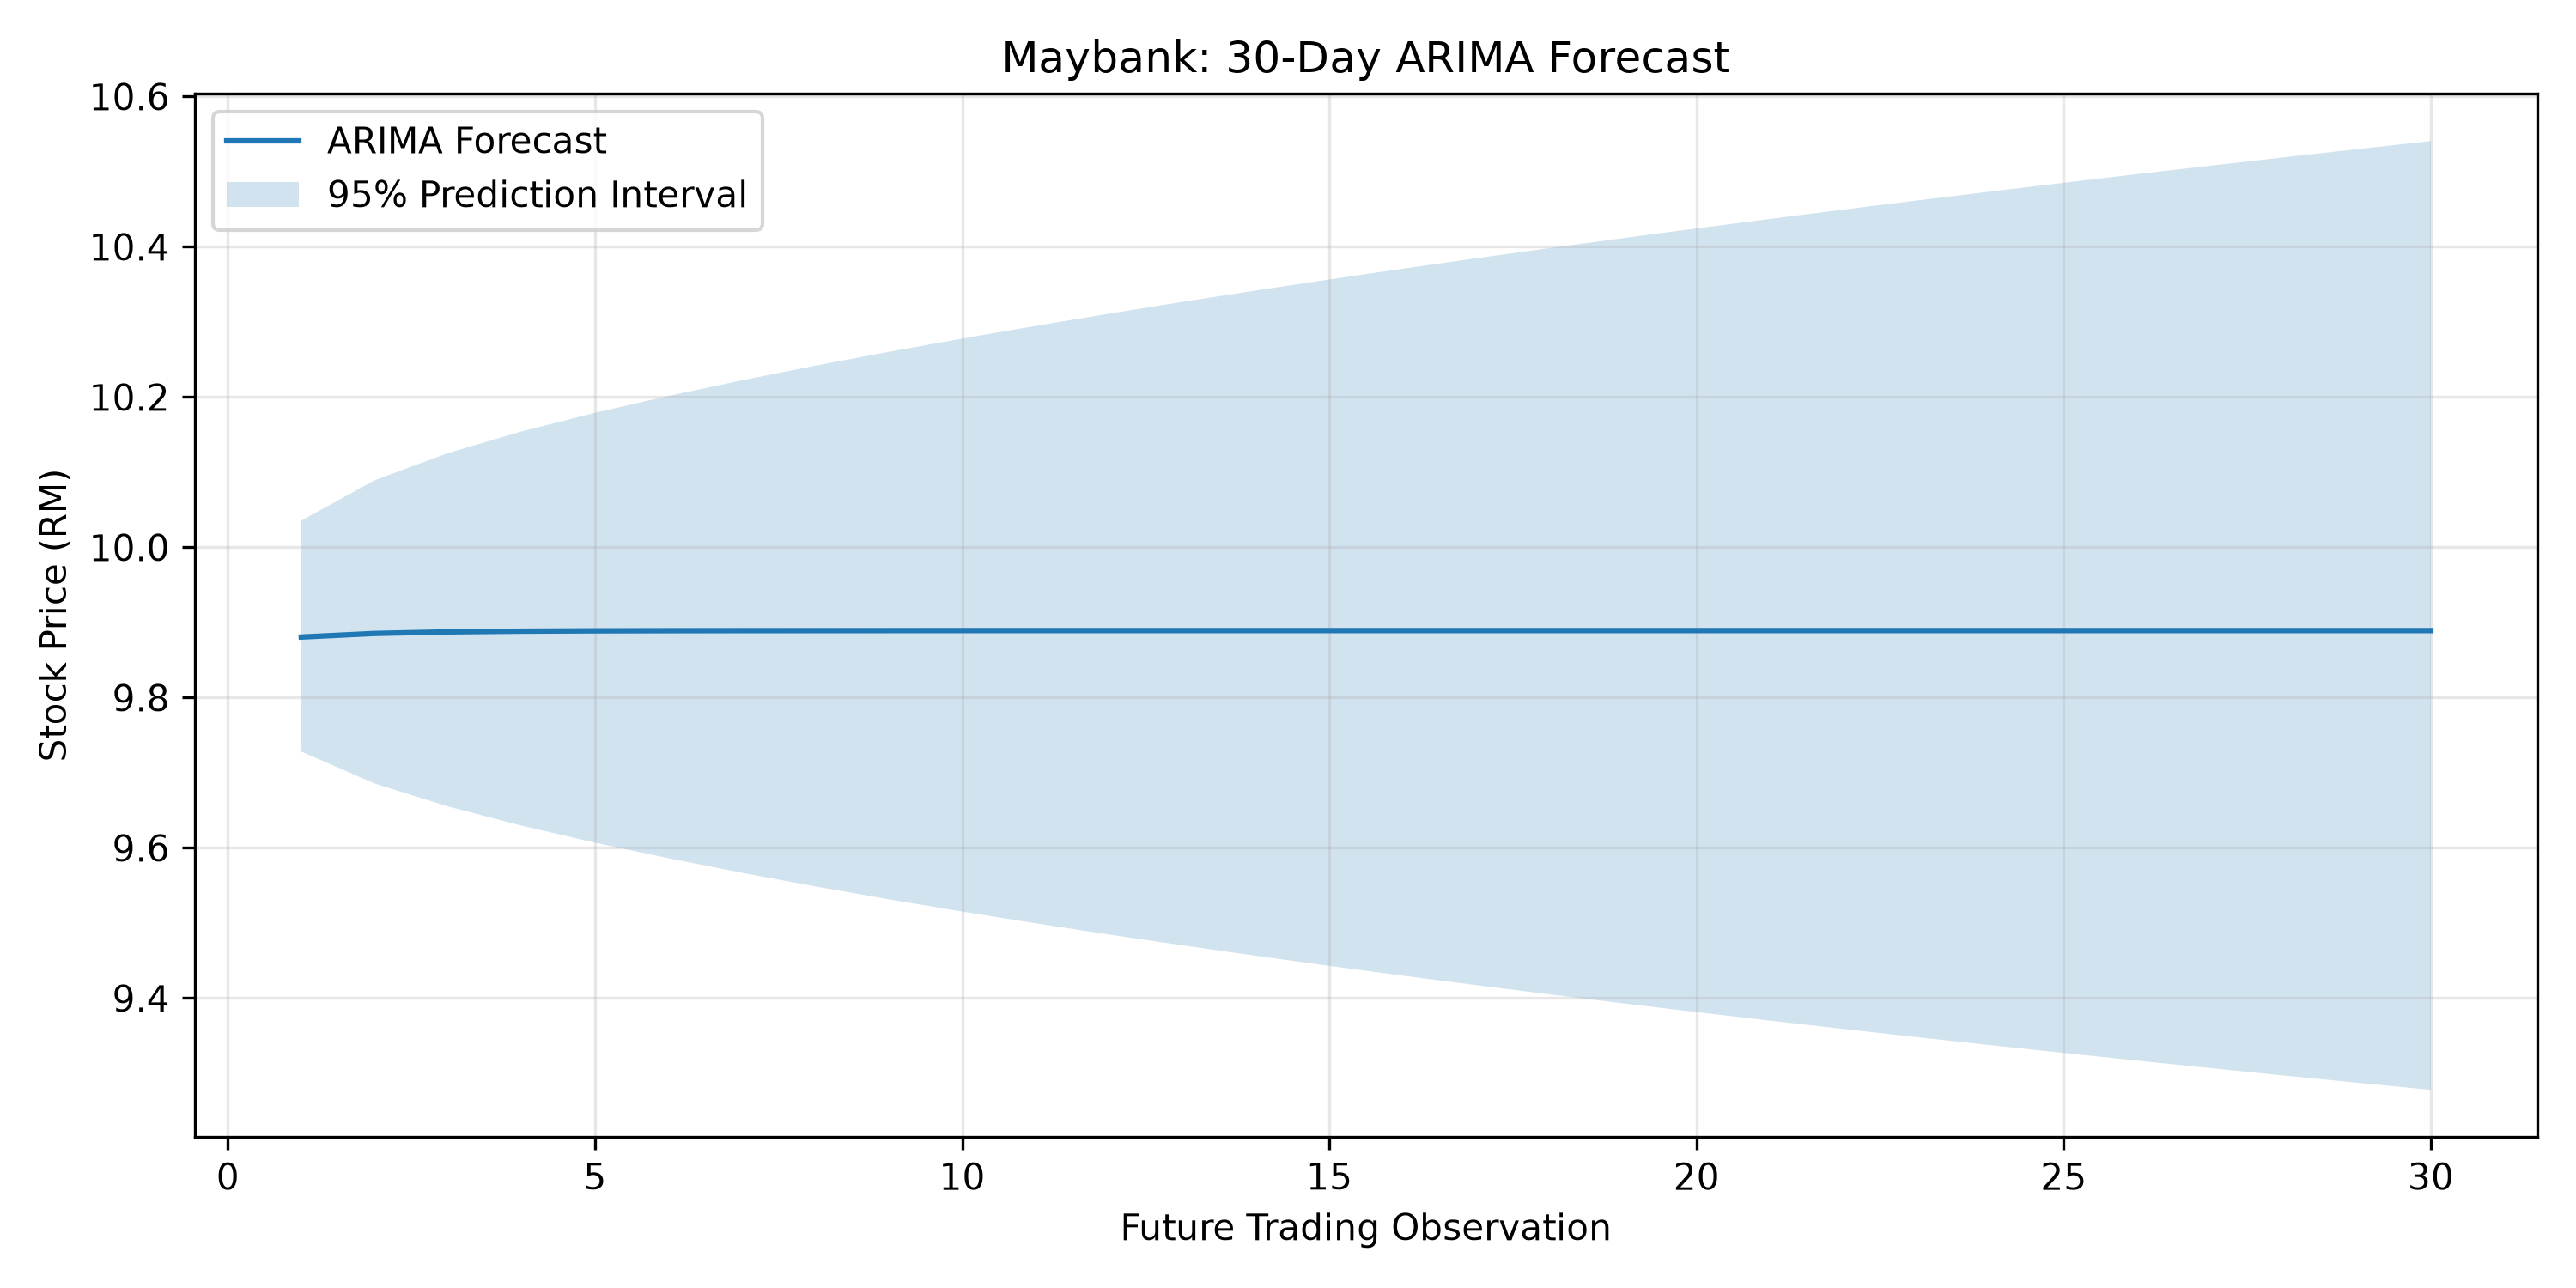 Maybank: 30-Day ARIMA Forecast
ARIMA Forecast
95% Prediction Interval
Stock Price (RM)
10.6
10.4
10.2
10.0
9.8
9.6
9.4
0 5 10 15 20 25 30
Future Trading Observation